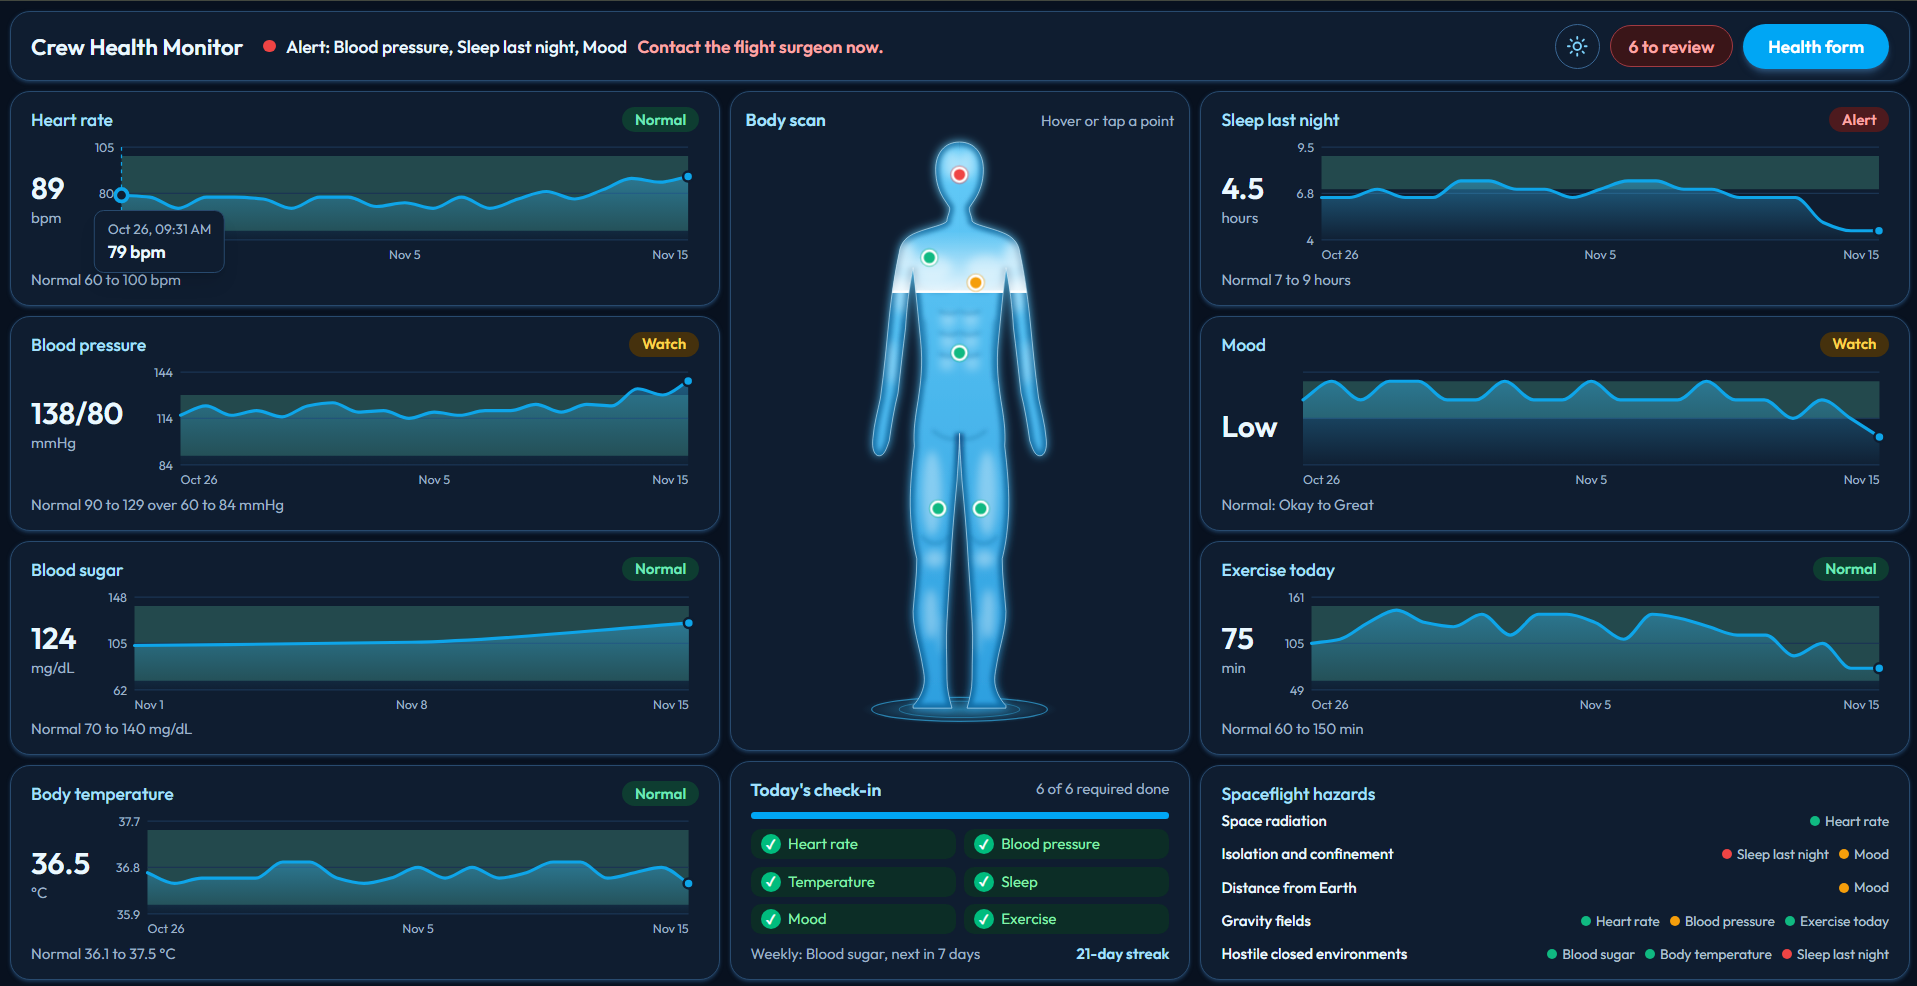 Crew Health Monitor
Alert: Blood pressure, Sleep last night, Mood Contact the flight surgeon now.
6 to review
Health form
Heart rate
Normal
105
89
80
bpm
Oct 26, 09:31 AM
79 bpm
Nov 5
Nov 15
Normal 60 to 100 bpm
Blood pressure
Watch
144
138/80
114
mmHg
84
Oct 26
Nov 5
Nov 15
Normal 90 to 129 over 60 to 84 mmHg
Blood sugar
Normal
148
124
105
mg/dL
62
Nov 1
Nov 8
Nov 15
Normal 70 to 140 mg/dL
Body temperature
Normal
37.7
36.5
36.8
°C
35.9
Oct 26
Nov 5
Nov 15
Normal 36.1 to 37.5 °C
Body scan
Hover or tap a point
Today's check-in
6 of 6 required done
Heart rate
Blood pressure
Temperature
Sleep
Mood
Exercise
Weekly: Blood sugar, next in 7 days
21-day streak
Sleep last night
Alert
9.5
4.5
6.8
hours
4
Oct 26
Nov 5
Nov 15
Normal 7 to 9 hours
Mood
Watch
Low
Oct 26
Nov 5
Nov 15
Normal: Okay to Great
Exercise today
Normal
161
75
105
min
49
Oct 26
Nov 5
Nov 15
Normal 60 to 150 min
Spaceflight hazards
Space radiation
Heart rate
Isolation and confinement
Sleep last night
Mood
Distance from Earth
Mood
Gravity fields
Heart rate
Blood pressure
Exercise today
Hostile closed environments
Blood sugar
Body temperature
Sleep last night